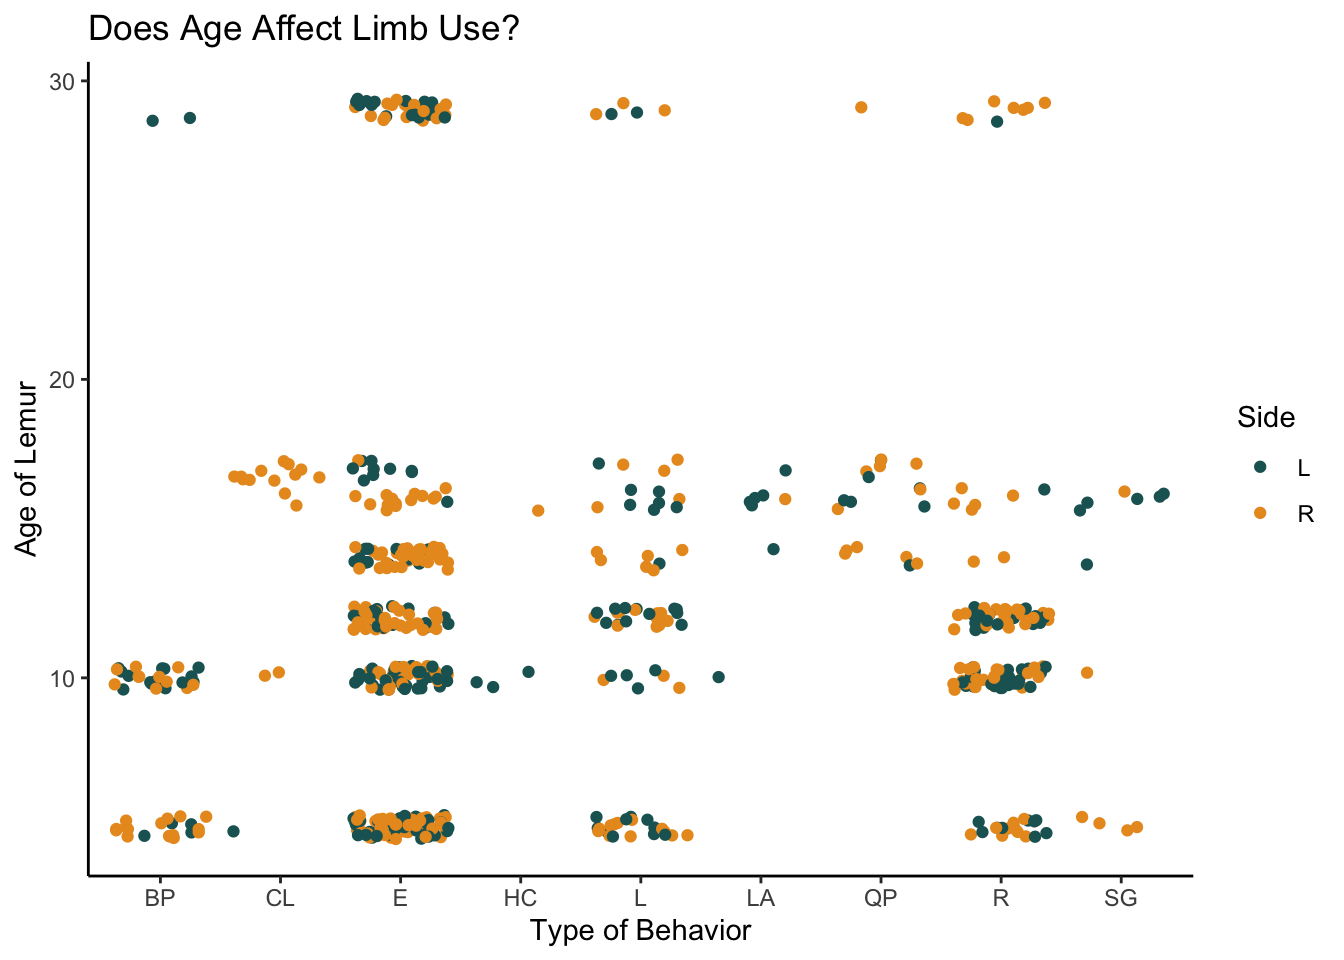 Does Age Affect Limb Use?
30
20
10
Age of Lemur
BP CL E HC L LA QP R SG
Type of Behavior
Side
L
R